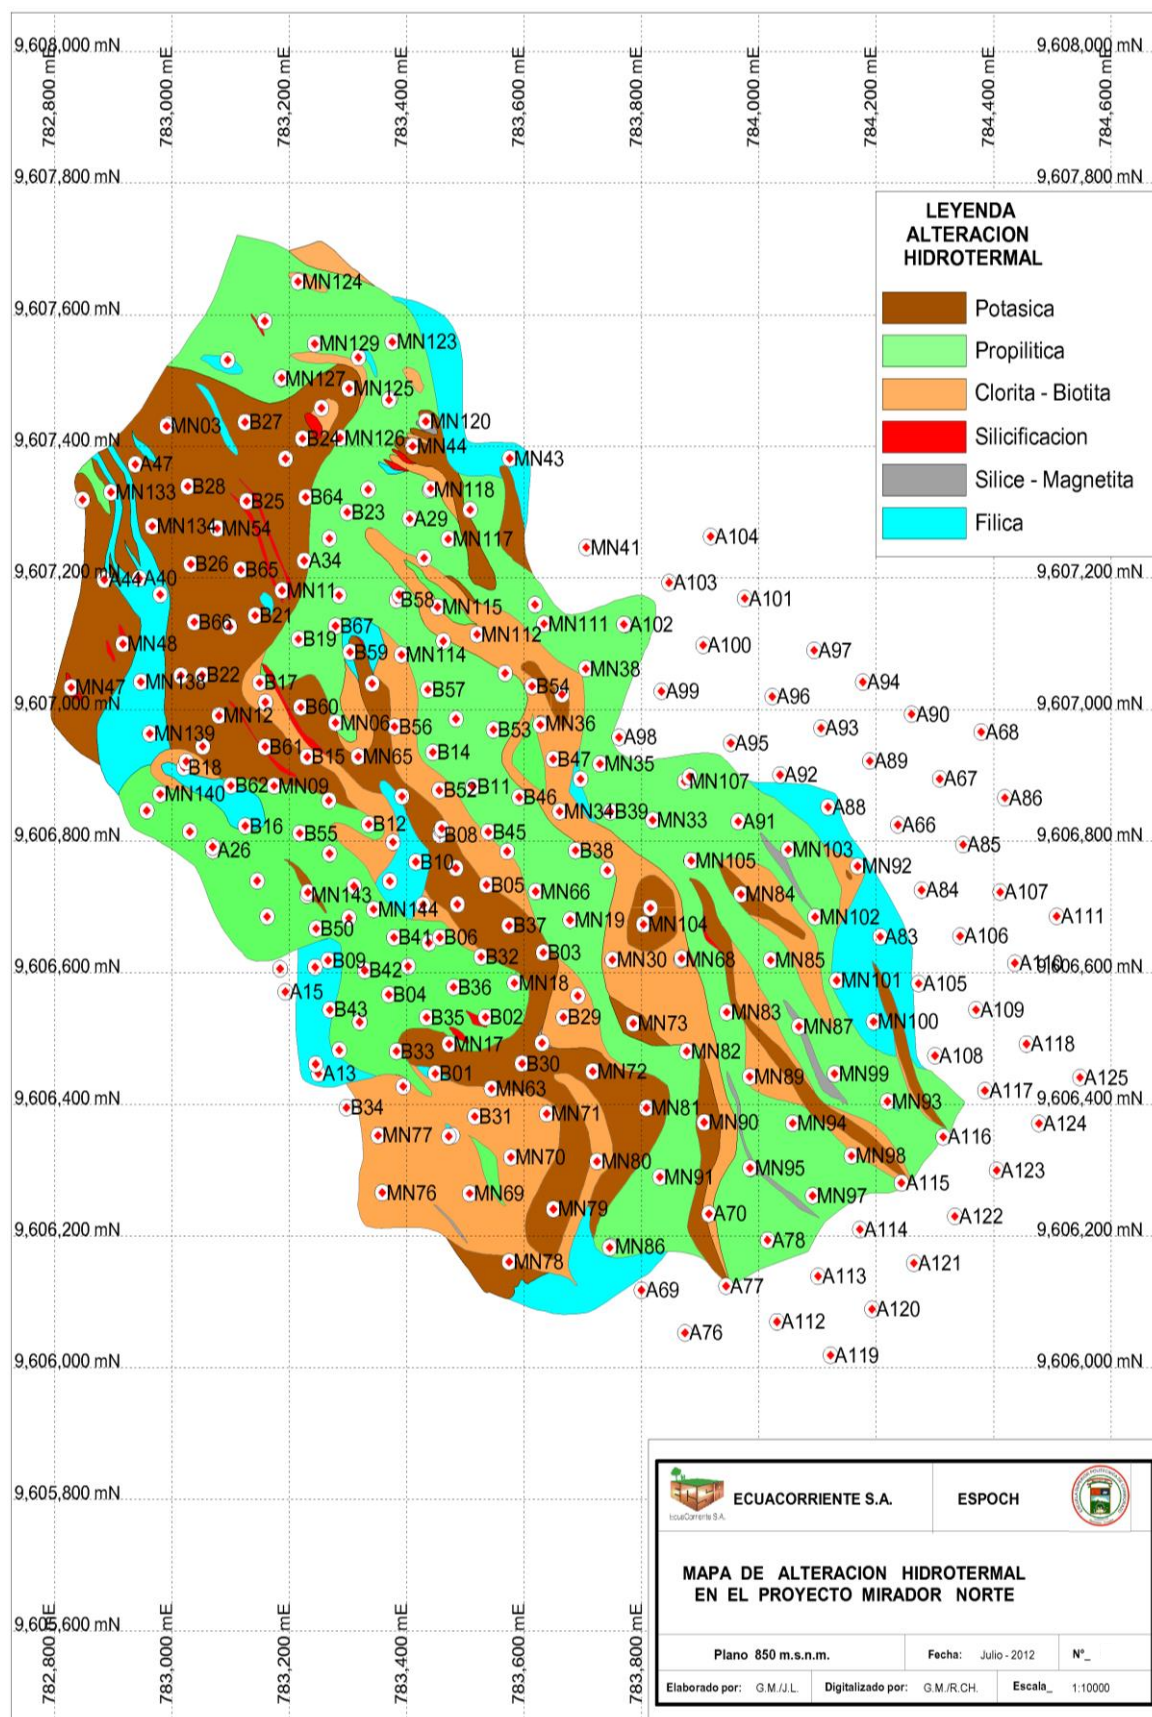 9,608,000 mN
9,608,000 mN
782,800 mE
783,000 mE
783,200 mE
783,400 mE
783,600 mE
783,800 mE
784,000 mE
784,200 mE
784,400 mE
784,600 mE
9,607,800 mN
9,607,800 mN
LEYENDA
ALTERACION
HIDROTERMAL
Potasica
Propilitica
Clorita - Biotita
Silicificacion
Silice - Magnetita
Filica
MN124
9,607,600 mN
MN129
MN123
MN127
MN125
9,607,400 mN
MN03
B27
B24
MN126
MN120
MN44
MN43
A47
MN133
B28
B25
B64
B23
MN118
A29
MN117
MN134
MN54
A34
MN41
A104
B26
B65
9,607,200 mN
9,607,200 mN
A44
A40
MN11
B58
MN115
A103
A101
B66
B21
B67
B19
MN112
MN111
A102
MN48
B59
MN114
A100
A97
MN38
MN47
MN138
B22
B17
B57
B54
A99
A96
A94
9,607,000 mN
9,607,000 mN
MN12
B60
MN06
B56
B53
MN36
A98
A93
A90
A68
MN139
B61
B15
MN65
B14
B47
MN35
A95
A89
B18
B62
MN09
B52
B11
B46
MN107
A92
A67
MN140
MN34
B39
MN33
A88
A86
9,606,800 mN
9,606,800 mN
B16
B55
B12
B08
B45
A91
A66
A26
B10
B38
MN105
MN103
MN92
A85
MN143
B05
MN66
MN84
A84
A107
MN144
MN19
MN104
MN102
A111
B50
B41
B06
B37
A83
A106
9,606,600 mN
9,606,600 mN
B09
B42
B32
B03
MN30
MN68
MN85
A110
A15
B04
B36
MN18
MN101
A105
B43
B35
B02
B29
MN73
MN83
MN87
MN100
A109
B33
MN17
B30
MN82
A108
A118
A13
B01
MN72
MN89
MN99
A125
9,606,400 mN
9,606,400 mN
MN63
A117
B34
B31
MN71
MN81
MN90
MN94
MN93
A124
MN77
A116
MN70
MN80
MN95
MN98
A123
MN76
MN69
MN91
MN97
A115
9,606,200 mN
9,606,200 mN
MN79
A70
A114
A122
MN78
MN86
A78
A121
A69
A77
A113
A76
A112
A120
A119
9,606,000 mN
9,606,000 mN
9,605,800 mN
9,605,600 mN
782,800 mE
783,000 mE
783,200 mE
783,400 mE
783,600 mE
783,800 mE
EcuaCorriente S.A.
ECUACORRIENTE S.A.
ESPOCH
MAPA DE ALTERACION HIDROTERMAL
EN EL PROYECTO MIRADOR NORTE
Plano 850 m.s.n.m.
Fecha: Julio - 2012
N°_
Elaborado por: G.M./J.L.
Digitalizado por: G.M./R.CH.
Escala_ 1:10000